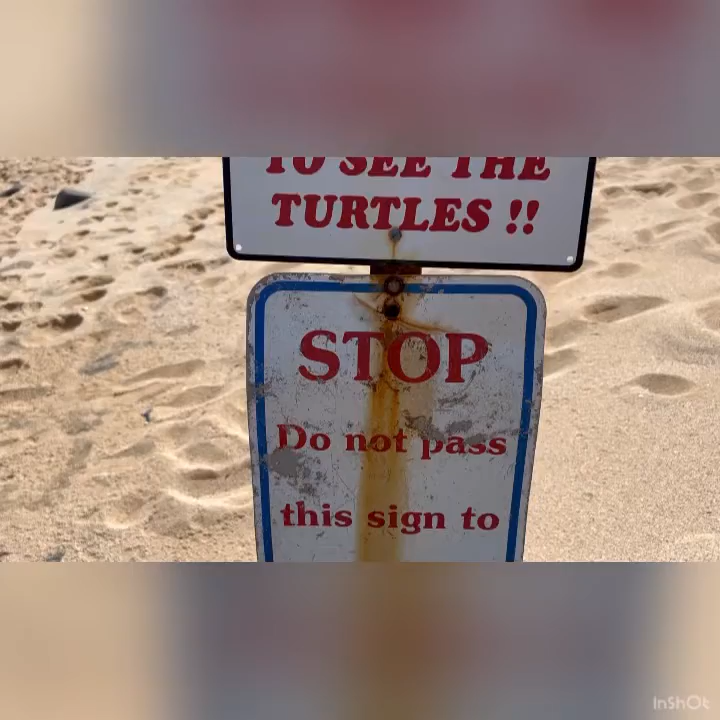 TO SEE THE
TURTLES !!
STOP
Do not pass
this sign to
InShOt